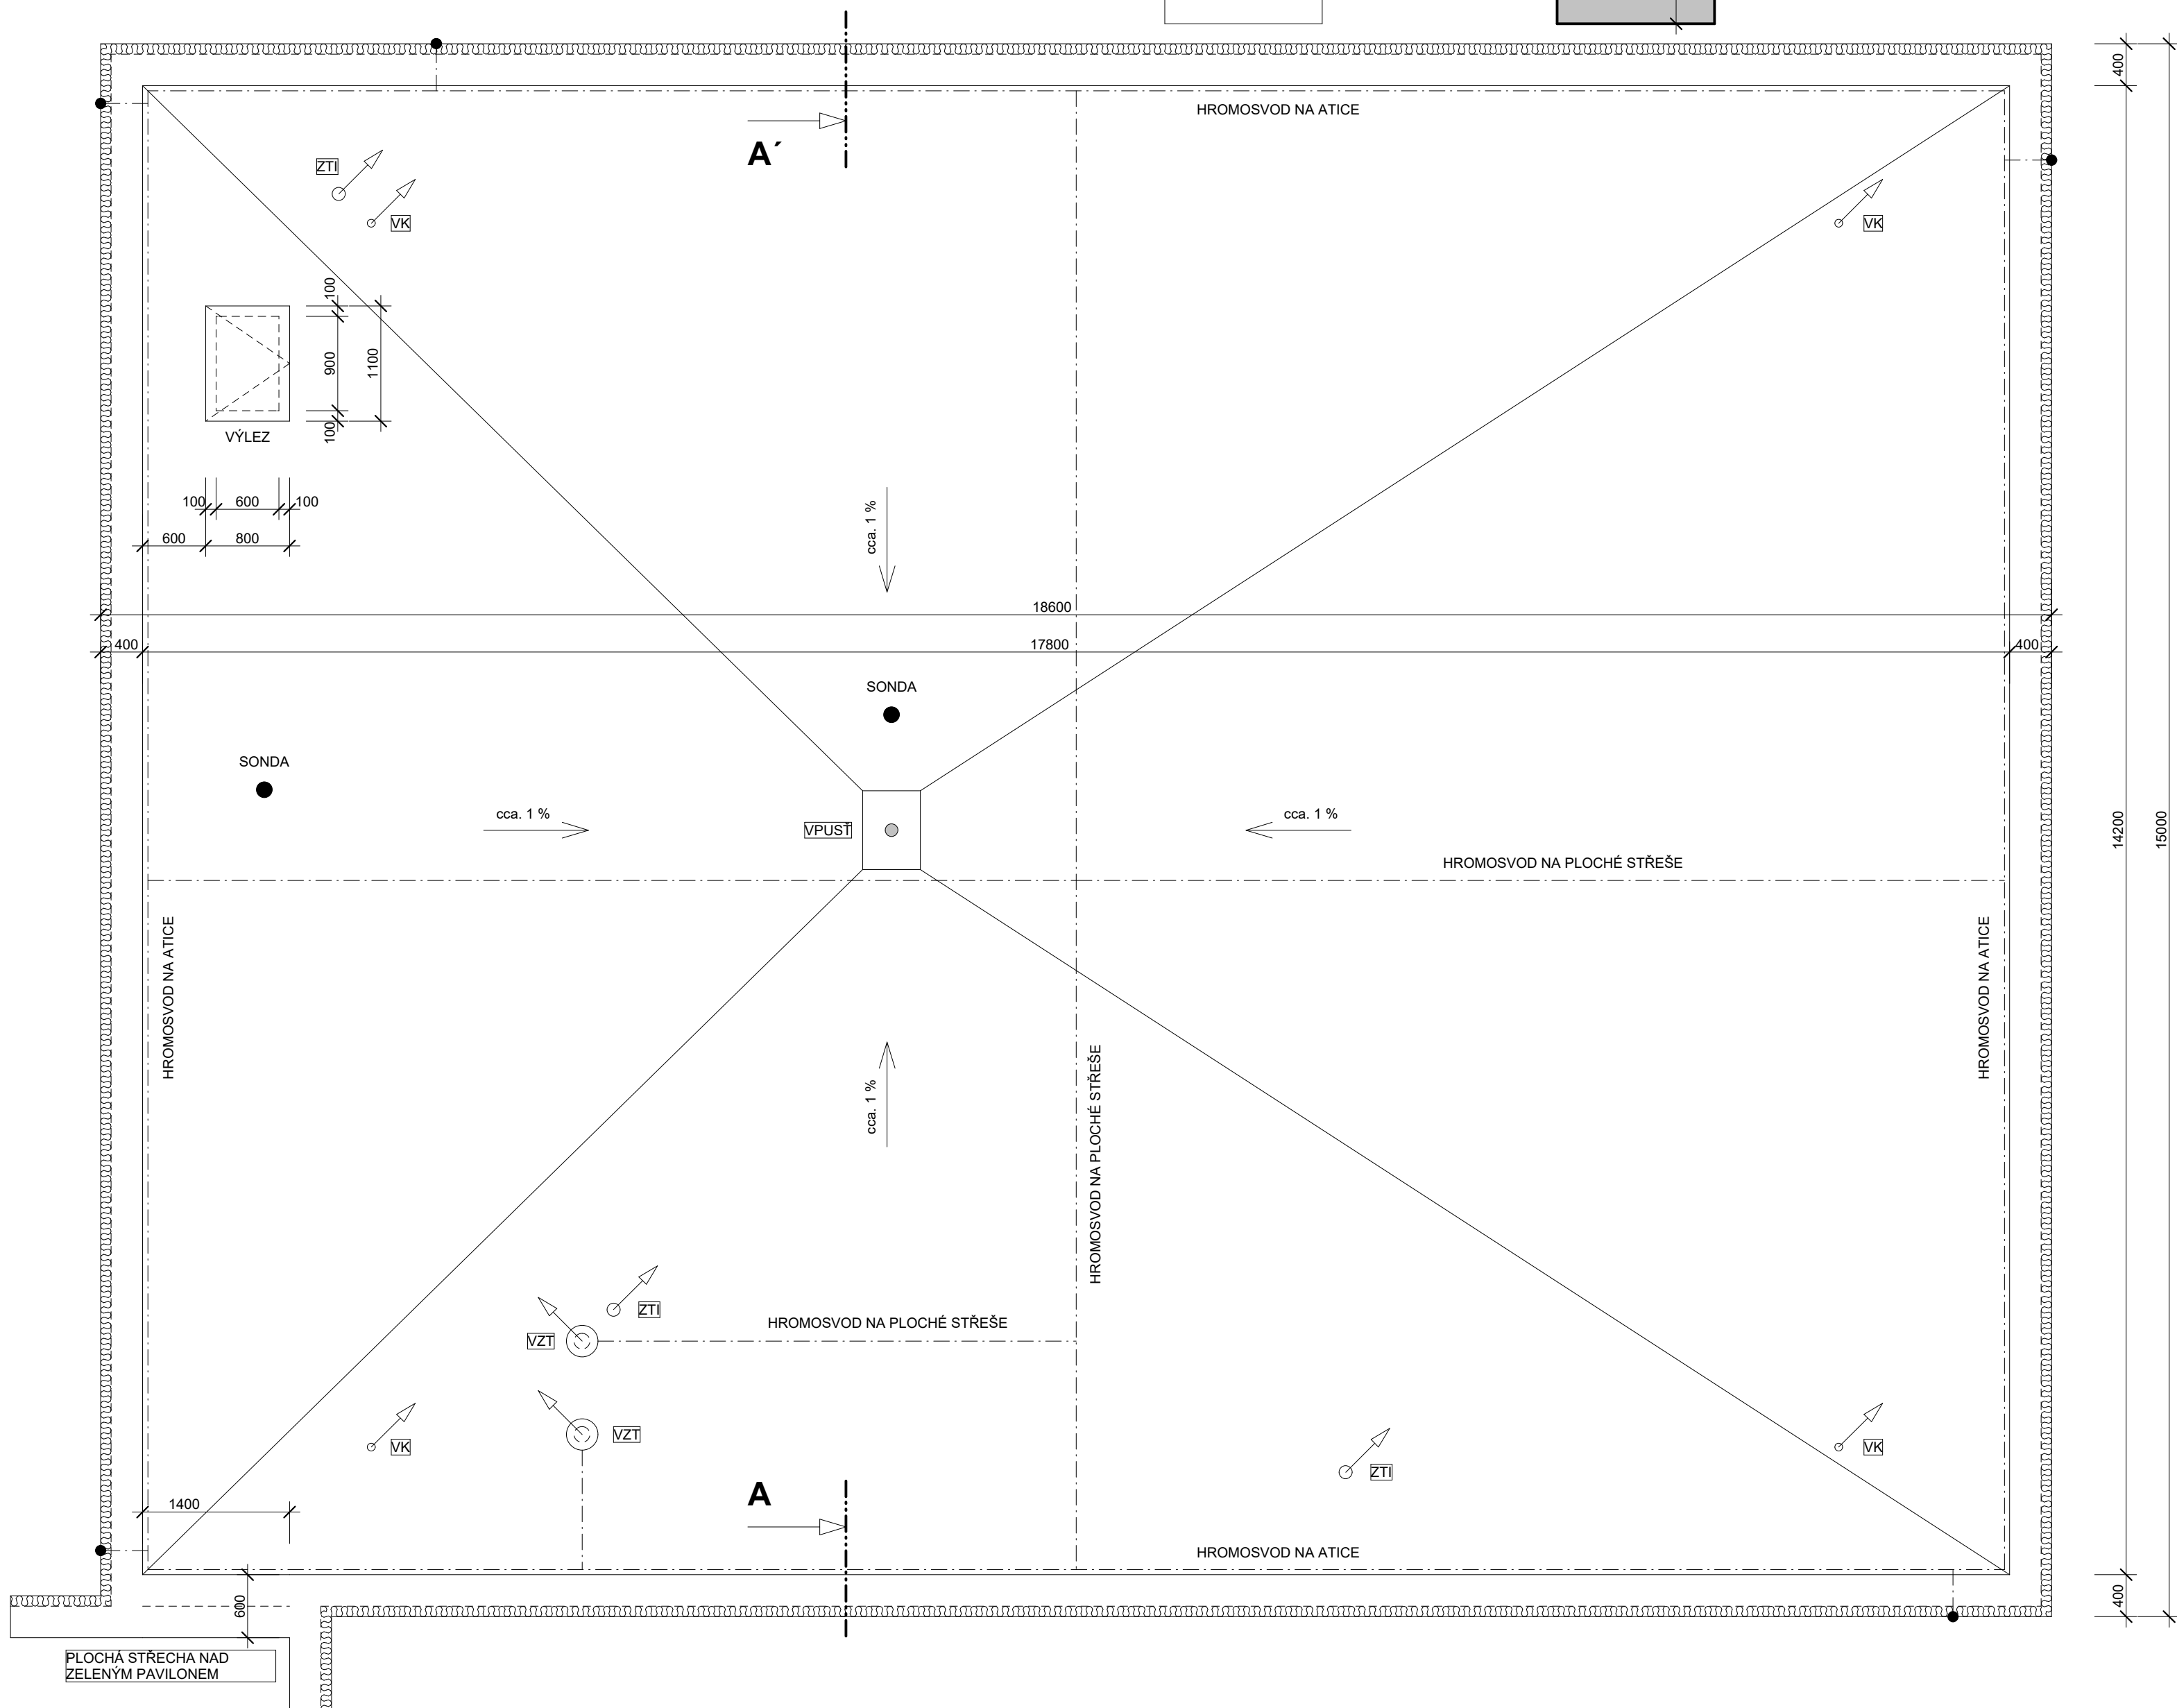 400
HROMOSVOD NA ATICE
A´
ZTI
VK
VK
100
900
1100
100
VÝLEZ
100
600
100
600
800
cca. 1 %
18600
400
17800
400
SONDA
SONDA
cca. 1 %
VPUSŤ
cca. 1 %
14200
15000
HROMOSVOD NA PLOCHÉ STŘEŠE
HROMOSVOD NA ATICE
HROMOSVOD NA ATICE
cca. 1 %
HROMOSVOD NA PLOCHÉ STŘEŠE
ZTI
HROMOSVOD NA PLOCHÉ STŘEŠE
VZT
VZT
VK
VK
ZTI
A
1400
HROMOSVOD NA ATICE
600
400
PLOCHÁ STŘECHA NAD
ZELENÝM PAVILONEM